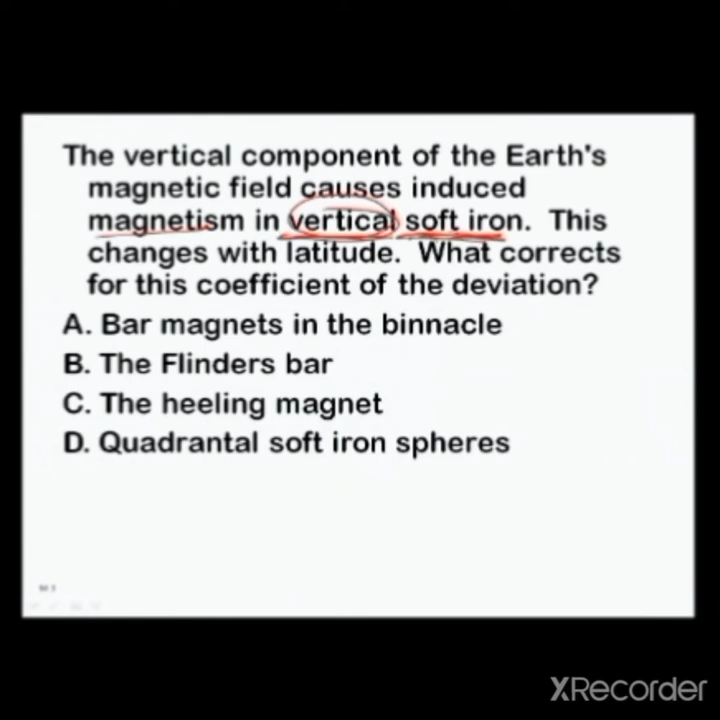 The vertical component of the Earth's
magnetic field causes induced
magnetism in vertical soft iron. This
changes with latitude. What corrects
for this coefficient of the deviation?
A. Bar magnets in the binnacle
B. The Flinders bar
C. The heeling magnet
D. Quadrantal soft iron spheres
XRecorder